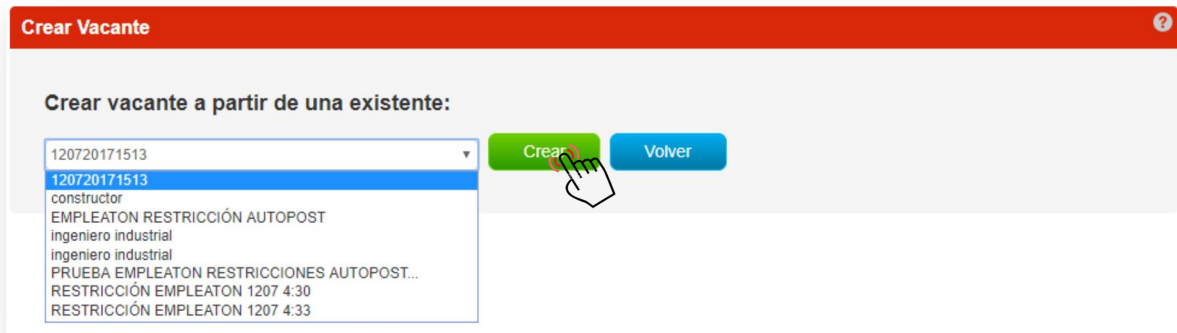 Crear Vacante
?
Crear vacante a partir de una existente:
120720171513
Crear
Volver
120720171513
constructor
EMPLEATON RESTRICCIÓN AUTOPOST
ingeniero industrial
ingeniero industrial
PRUEBA EMPLEATON RESTRICCIONES AUTOPOST...
RESTRICCIÓN EMPLEATON 1207 4:30
RESTRICCIÓN EMPLEATON 1207 4:33